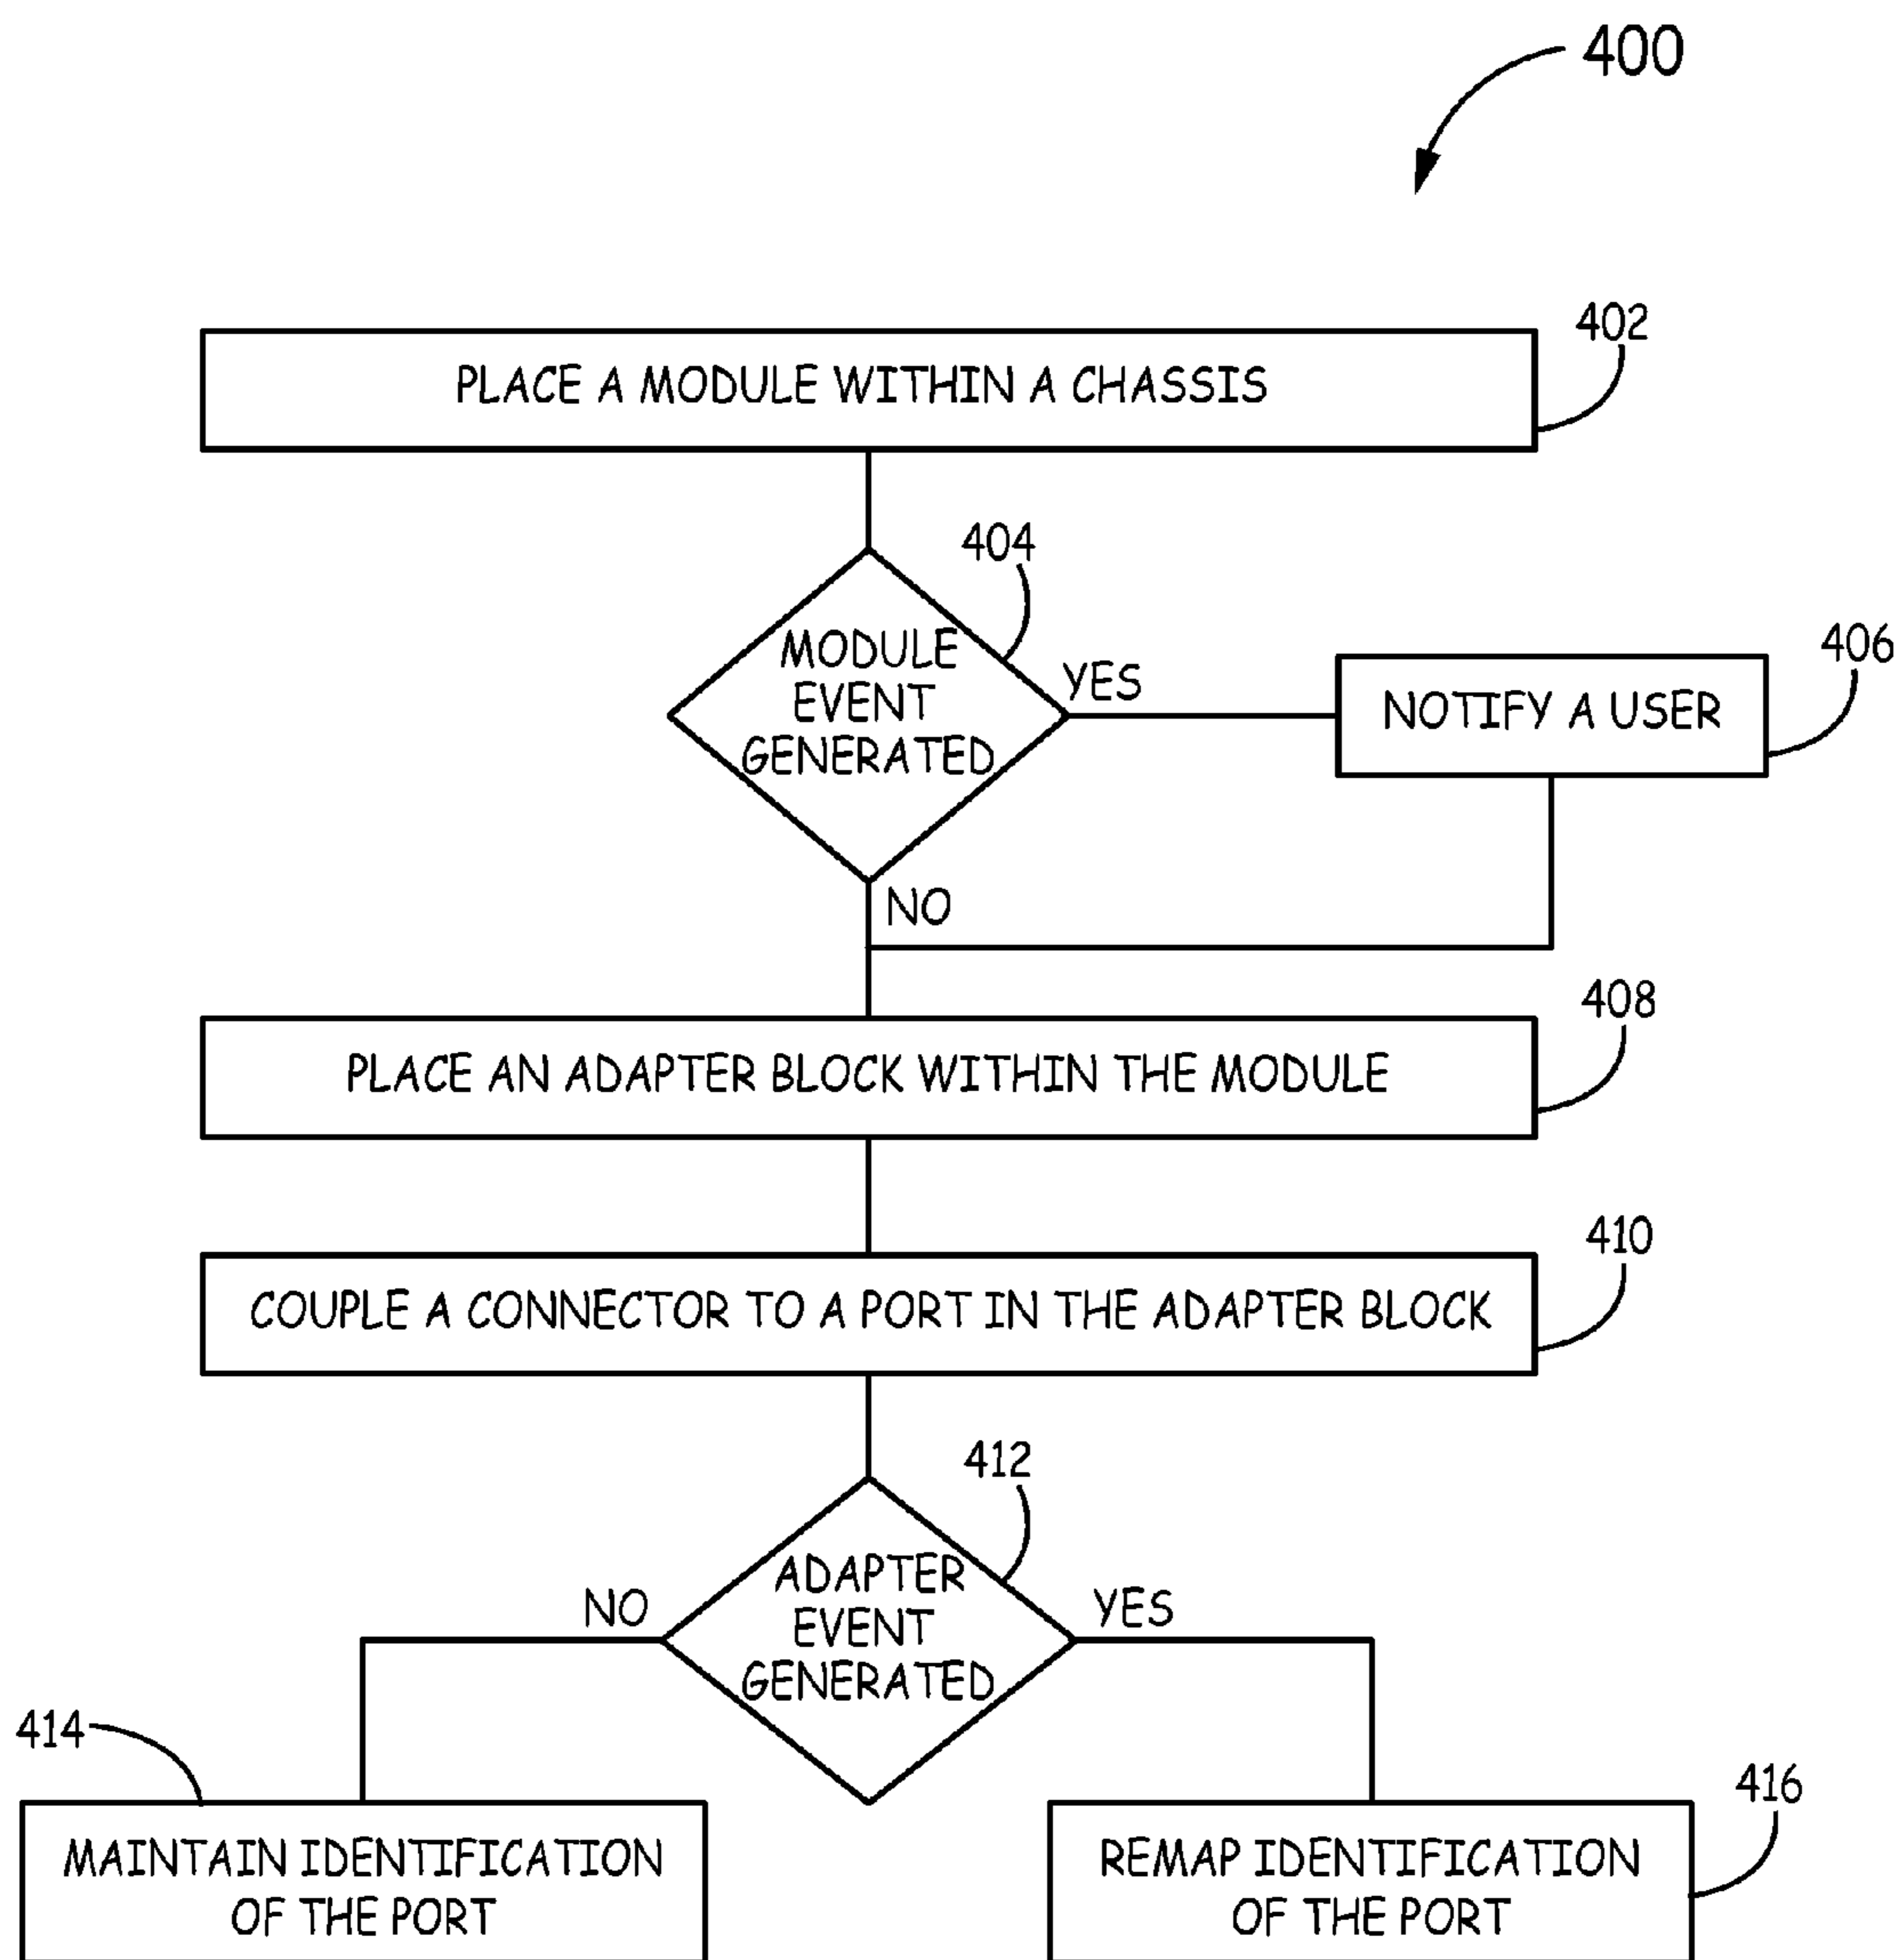 400
402
PLACE A MODULE WITHIN A CHASSIS
404
MODULE
EVENT
GENERATED
YES
406
NOTIFY A USER
NO
408
PLACE AN ADAPTER BLOCK WITHIN THE MODULE
410
COUPLE A CONNECTOR TO A PORT IN THE ADAPTER BLOCK
412
ADAPTER
EVENT
GENERATED
NO
YES
414
MAINTAIN IDENTIFICATION
OF THE PORT
416
REMAP IDENTIFICATION
OF THE PORT